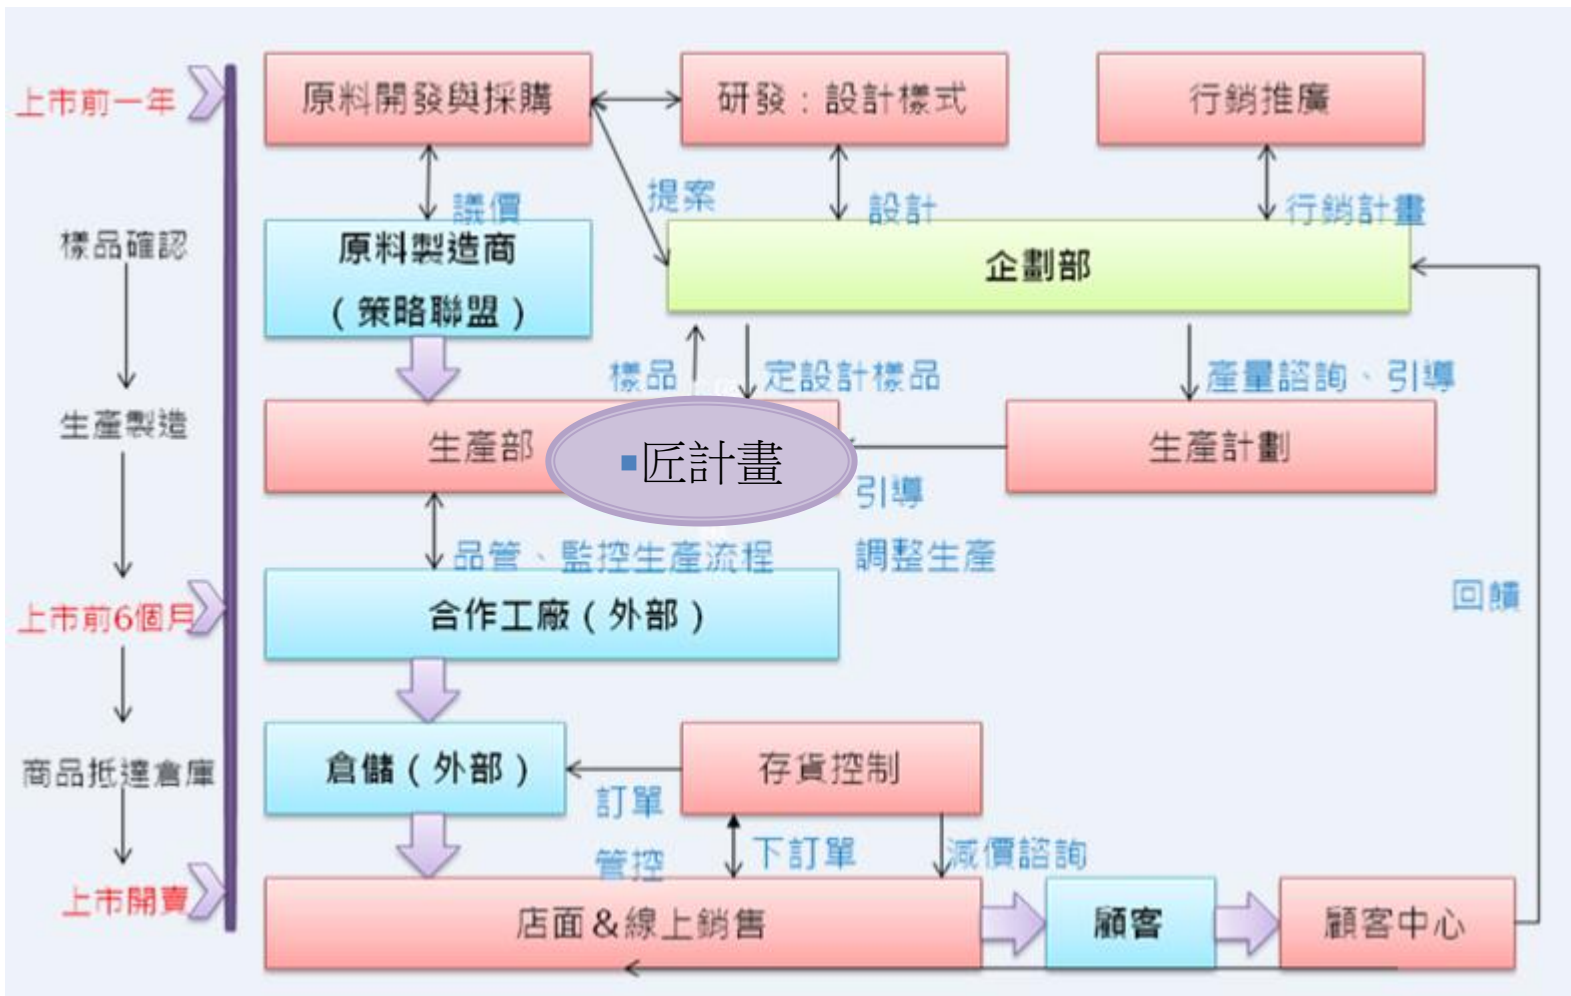 上市前一年
原料開發與採購
研發：設計樣式
行銷推廣
議價
提案
設計
行銷計畫
樣品確認
原料製造商
（策略聯盟）
企劃部
樣品
定設計樣品
產量諮詢、引導
生產製造
生產部
▪匠計畫
生產計劃
引導
調整生產
品管、監控生產流程
上市前6個月
合作工廠（外部）
回饋
商品抵達倉庫
倉儲（外部）
存貨控制
訂單
管控
下訂單
減價諮詢
上市開賣
店面＆線上銷售
顧客
顧客中心